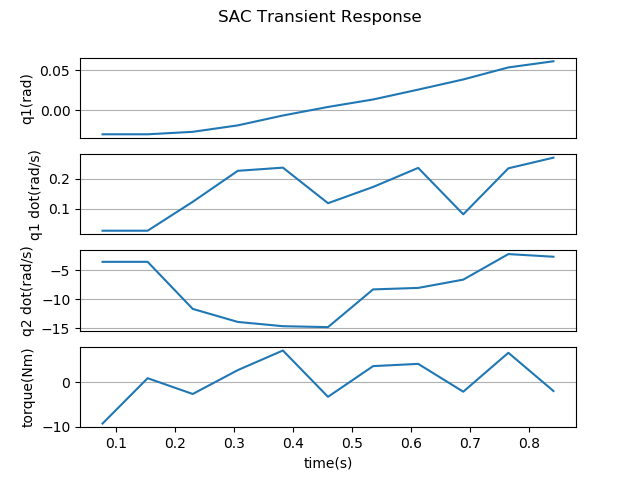 SAC Transient Response
0.05
0.00
q1(rad)
0.2
0.1
q1 dot(rad/s)
−5
−10
−15
q2 dot(rad/s)
0
−10
torque(Nm)
0.1 0.2 0.3 0.4 0.5 0.6 0.7 0.8
time(s)